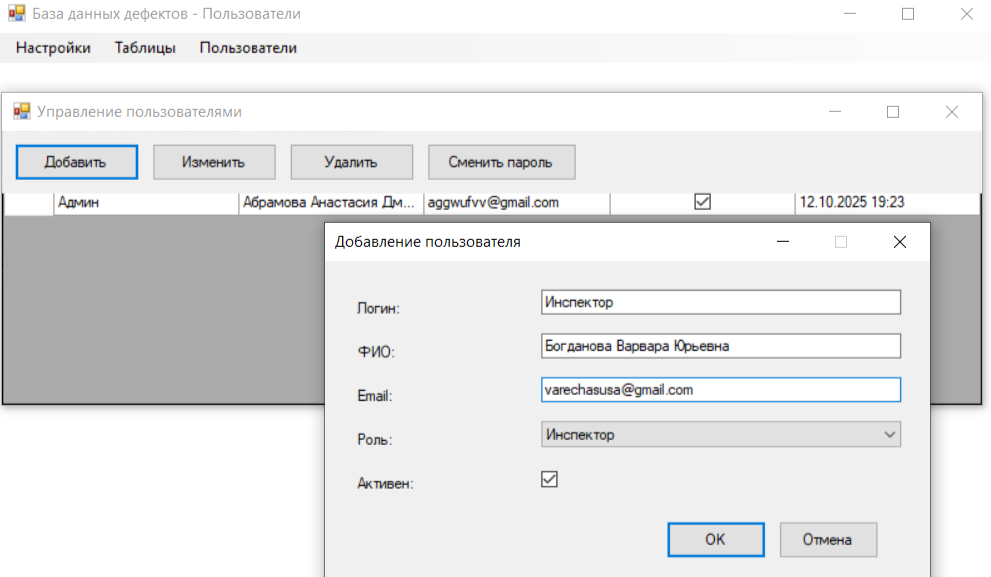 База данных дефектов - Пользователи
Настройки Таблицы Пользователи
Управление пользователями
Добавить Изменить Удалить Сменить пароль
Админ Абрамова Анастасия Дм... aggwufvv@gmail.com 12.10.2025 19:23
Добавление пользователя
Логин: Инспектор
ФИО: Богданова Варвара Юрьевна
Email: varechasusa@gmail.com
Роль: Инспектор
Активен:
OK Отмена